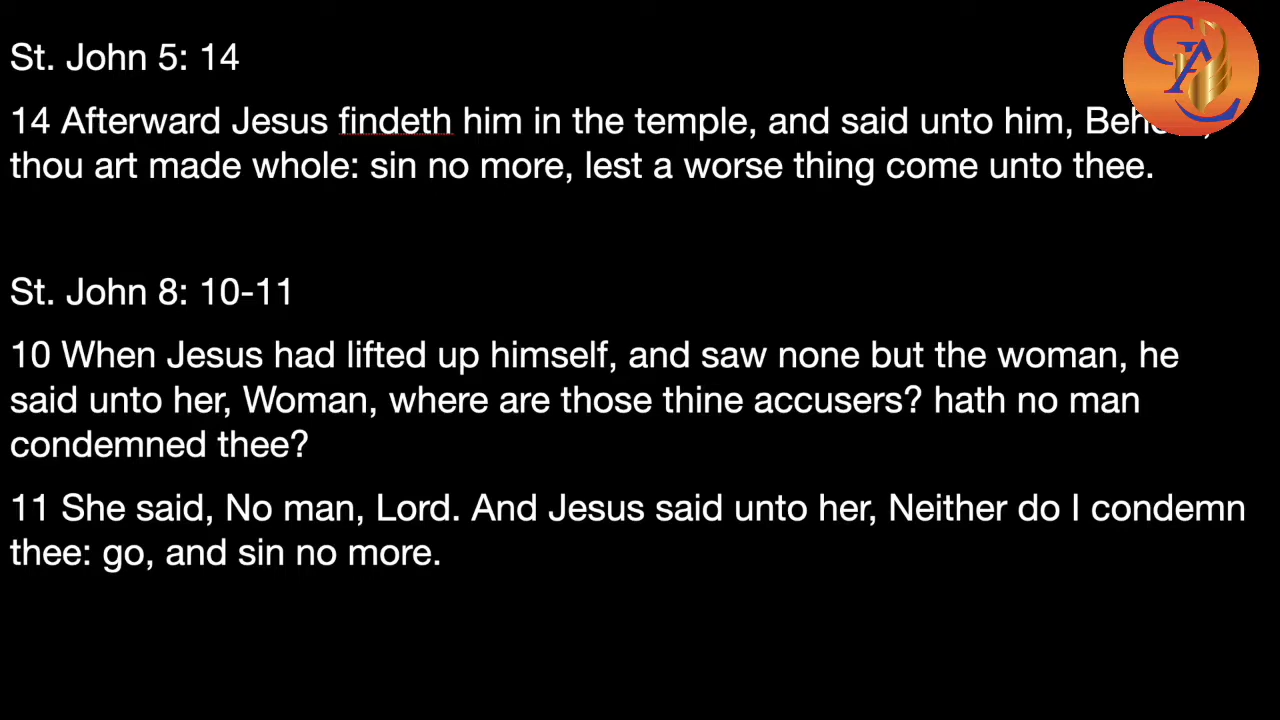 St. John 5: 14
14 Afterward Jesus findeth him in the temple, and said unto him,
thou art made whole: sin no more, lest a worse thing come unto thee.
St. John 8: 10-11
10 When Jesus had lifted up himself, and saw none but the woman, he
said unto her, Woman, where are those thine accusers? hath no man
condemned thee?
11 She said, No man, Lord. And Jesus said unto her, Neither do I condemn
thee: go, and sin no more.